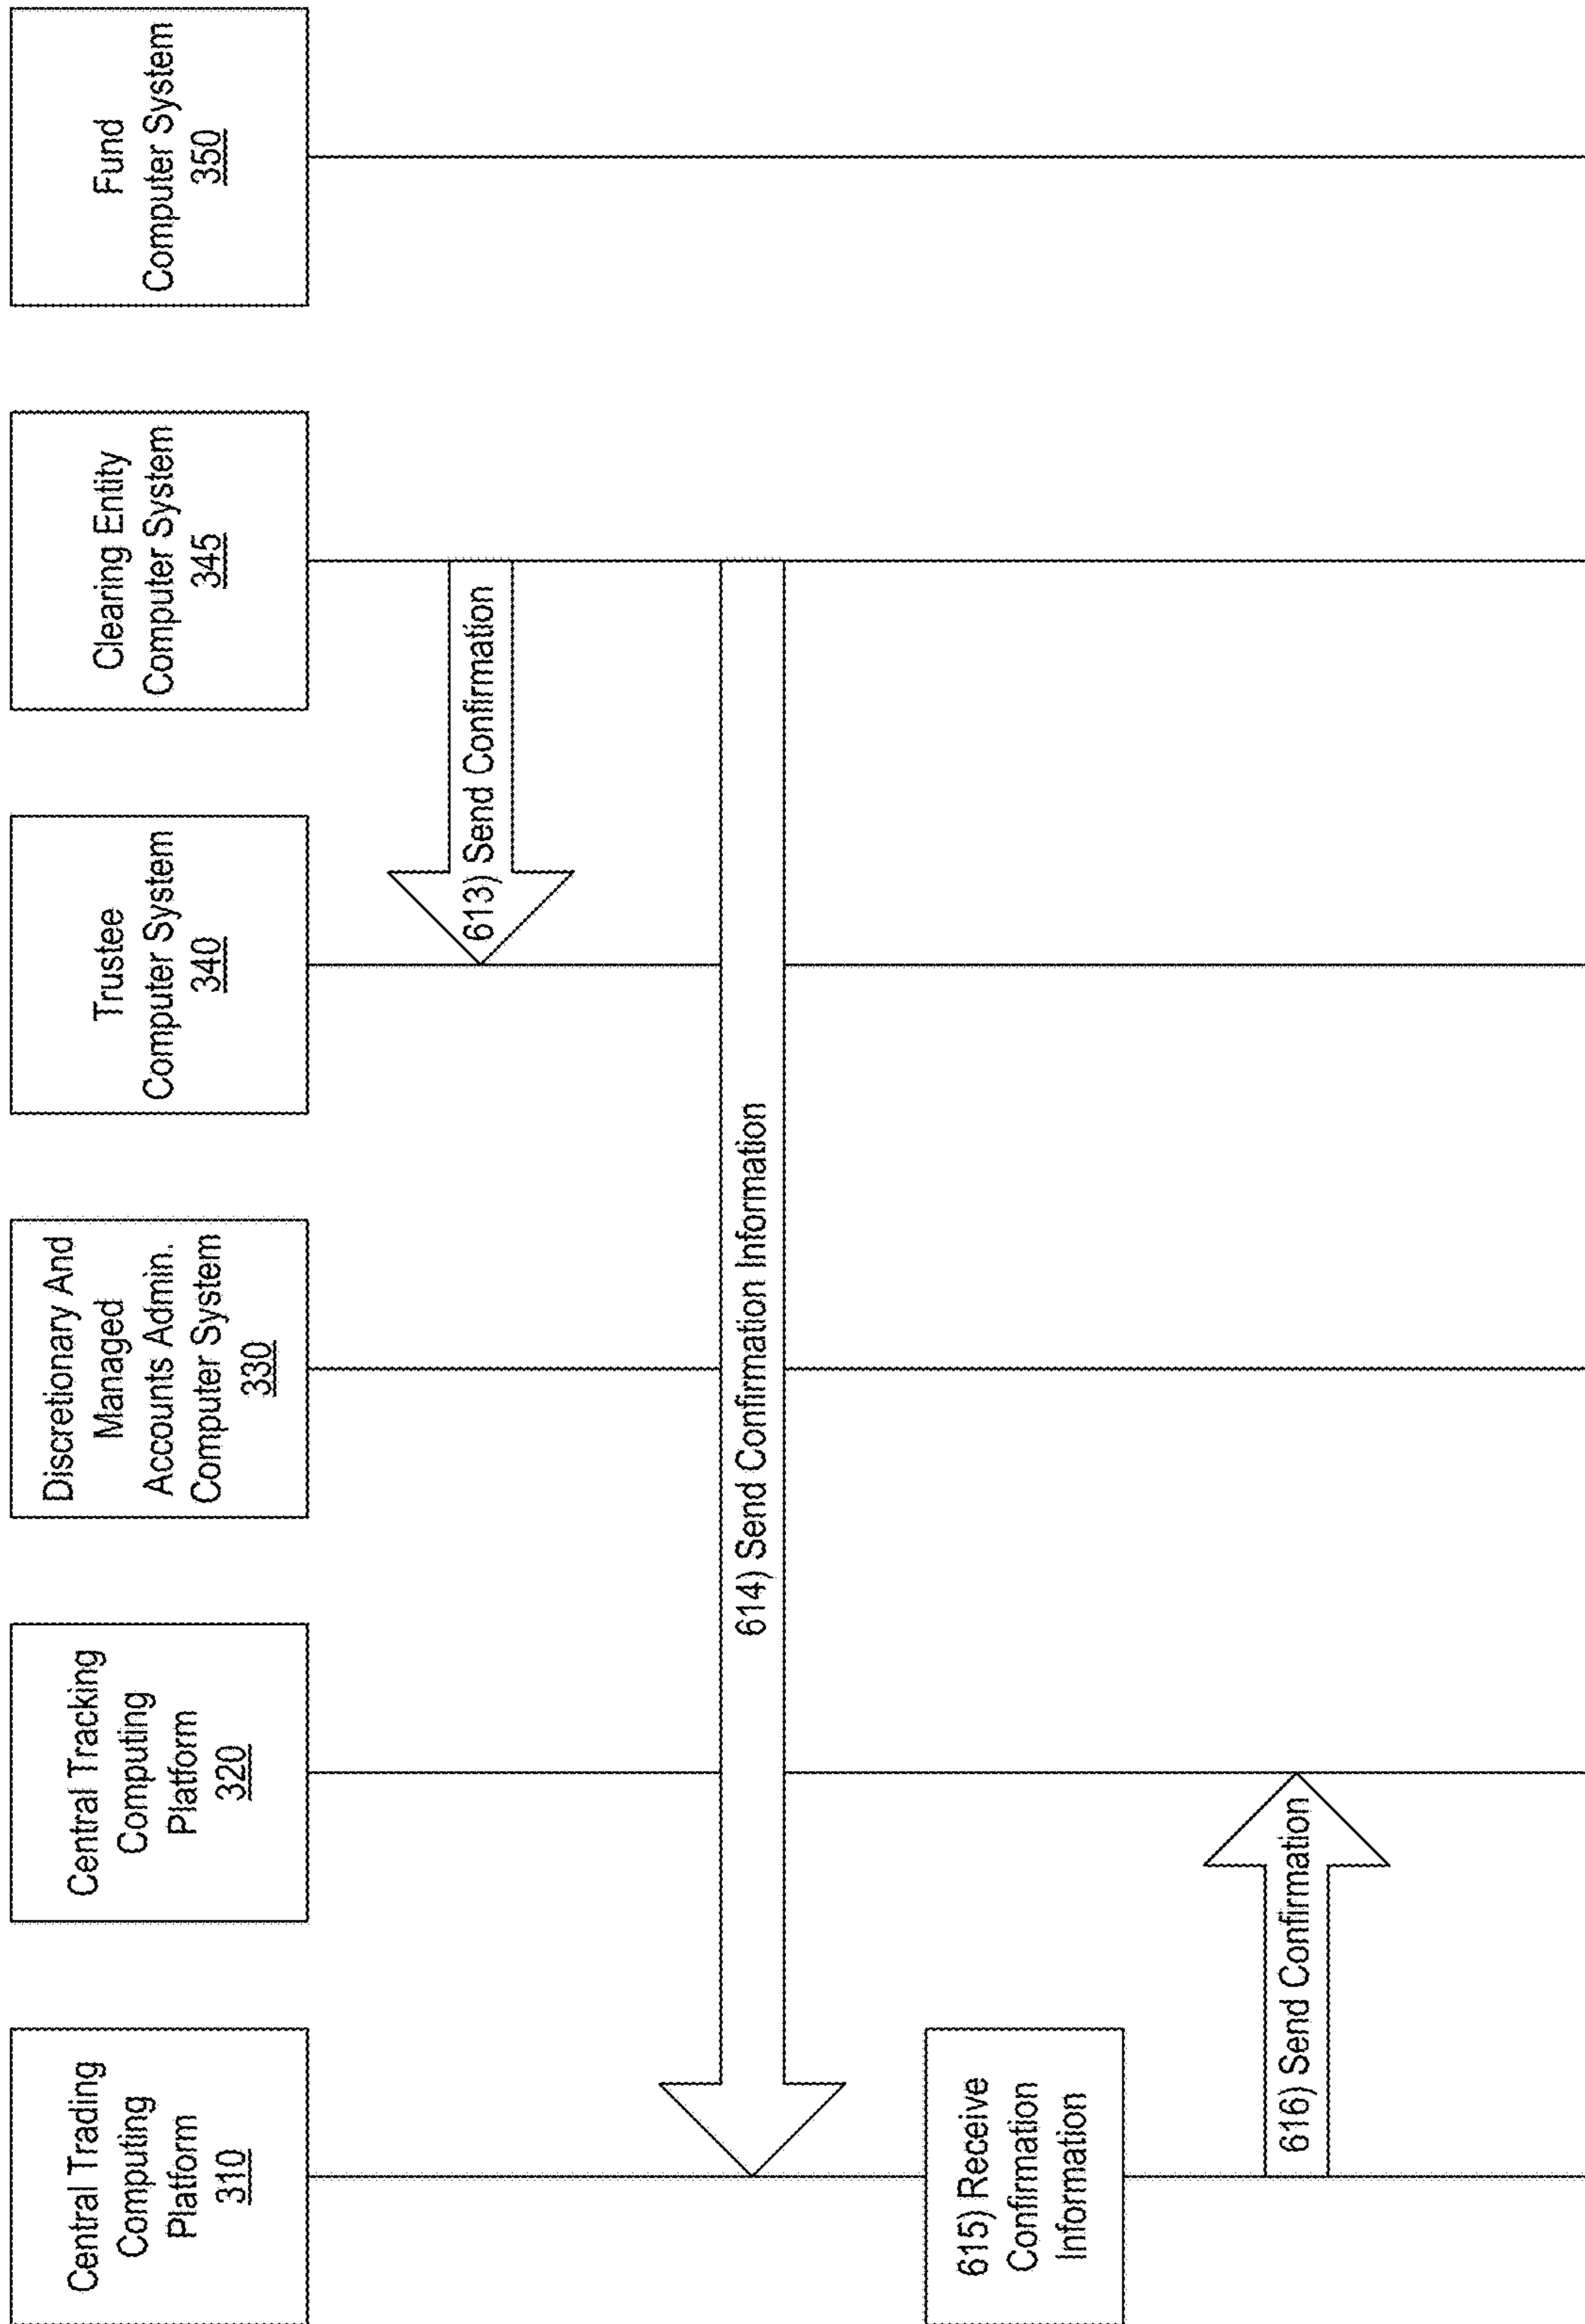 Central Trading
Computing
Platform
310
Central Tracking
Computing
Platform
320
Discretionary And
Managed
Accounts Admin.
Computer System
330
Trustee
Computer System
340
Clearing Entity
Computer System
345
Fund
Computer System
350
613) Send Confirmation
614) Send Confirmation Information
615) Receive
Confirmation
Information
616) Send Confirmation